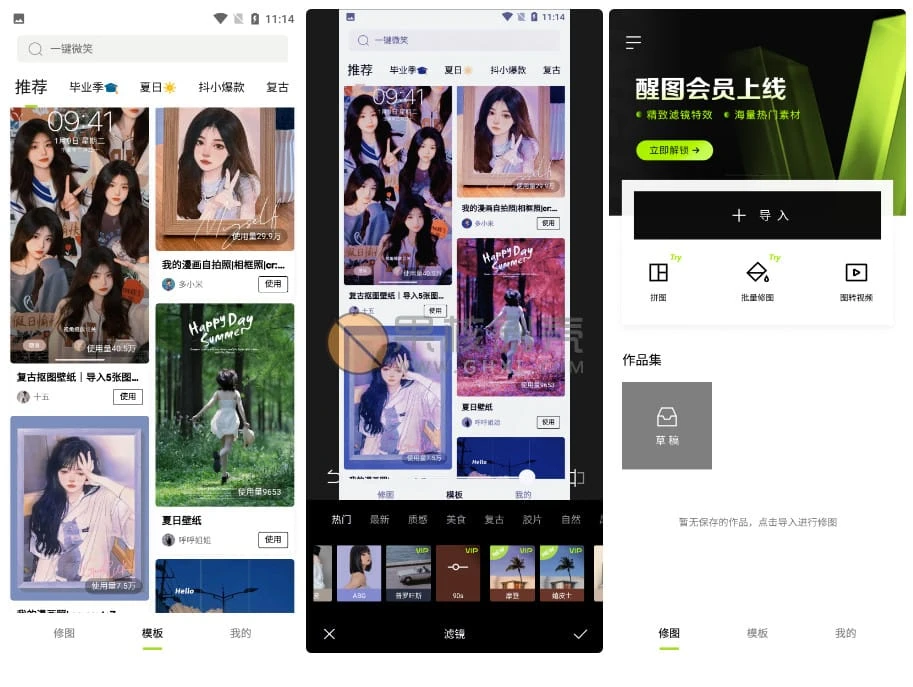 11:14
一键微笑
推荐
毕业季
夏日
抖小爆款
复古
09:41
1月9日 星期二
使用量40.5万
复古抠图壁纸丨导入5张图...
十五
使用
使用量7.5万
Myself
使用量29.9万
我的漫画自拍照|相框照|cr:...
多小米
使用
Happy Day
Summer
使用量9653
夏日壁纸
呼呼姐姐
使用
Hello
修图
模板
我的
11:14
一键微笑
推荐
毕业季
夏日
抖小爆款
复古
09:41
使用量40.5万
复古抠图壁纸丨导入5张图...
十五
使用
使用量7.5万
使用量29.9万
我的漫画自拍照|相框照|cr:...
多小米
使用
Happy Day
Summer
使用量9653
夏日壁纸
呼呼姐姐
使用
Hello
修图
模板
我的
热门
最新
质感
美食
复古
胶片
自然
ABG
VIP
普罗旺斯
VIP
90s
NEW
VIP
摩登
NEW
VIP
嬉皮士
滤镜
醒图会员上线
精致滤镜特效
海量热门素材
立即解锁→
导入
Try
拼图
Try
批量修图
图转视频
作品集
草稿
暂无保存的作品，点击导入进行修图
修图
模板
我的